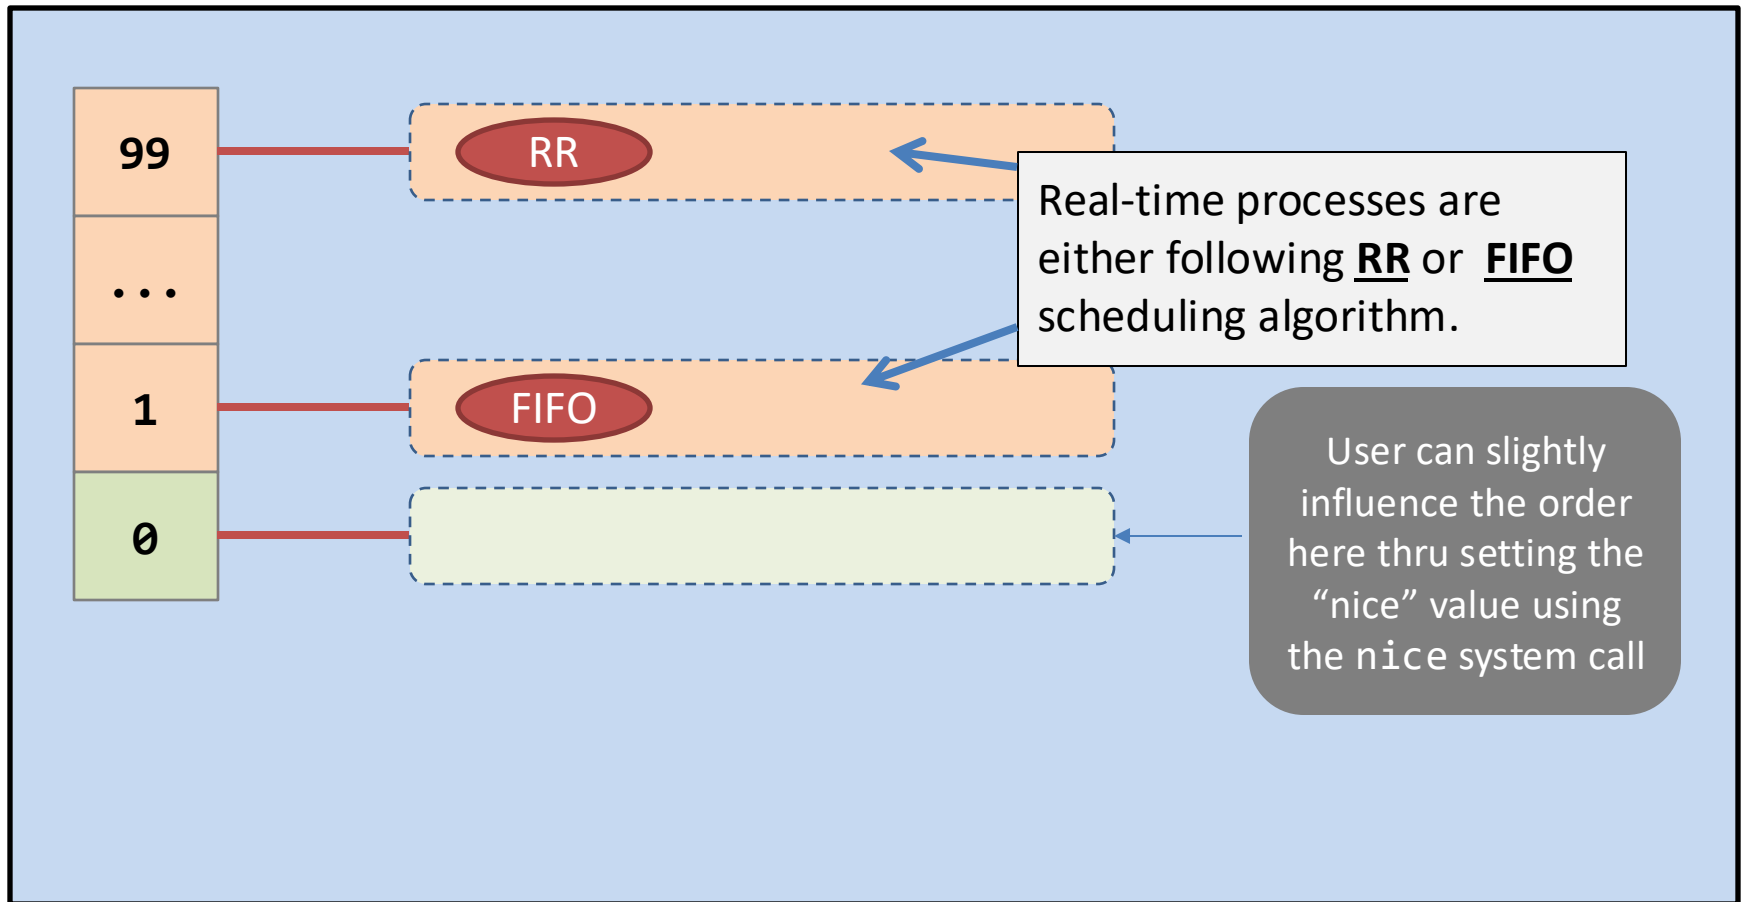 99
RR
Real-time processes are
either following RR or FIFO
scheduling algorithm.
...
1
FIFO
User can slightly
influence the order
here thru setting the
“nice” value using
the nice system call
0